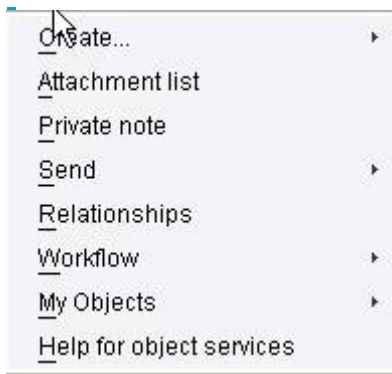 Create...
Attachment list
Private note
Send
Relationships
Workflow
My Objects
Help for object services